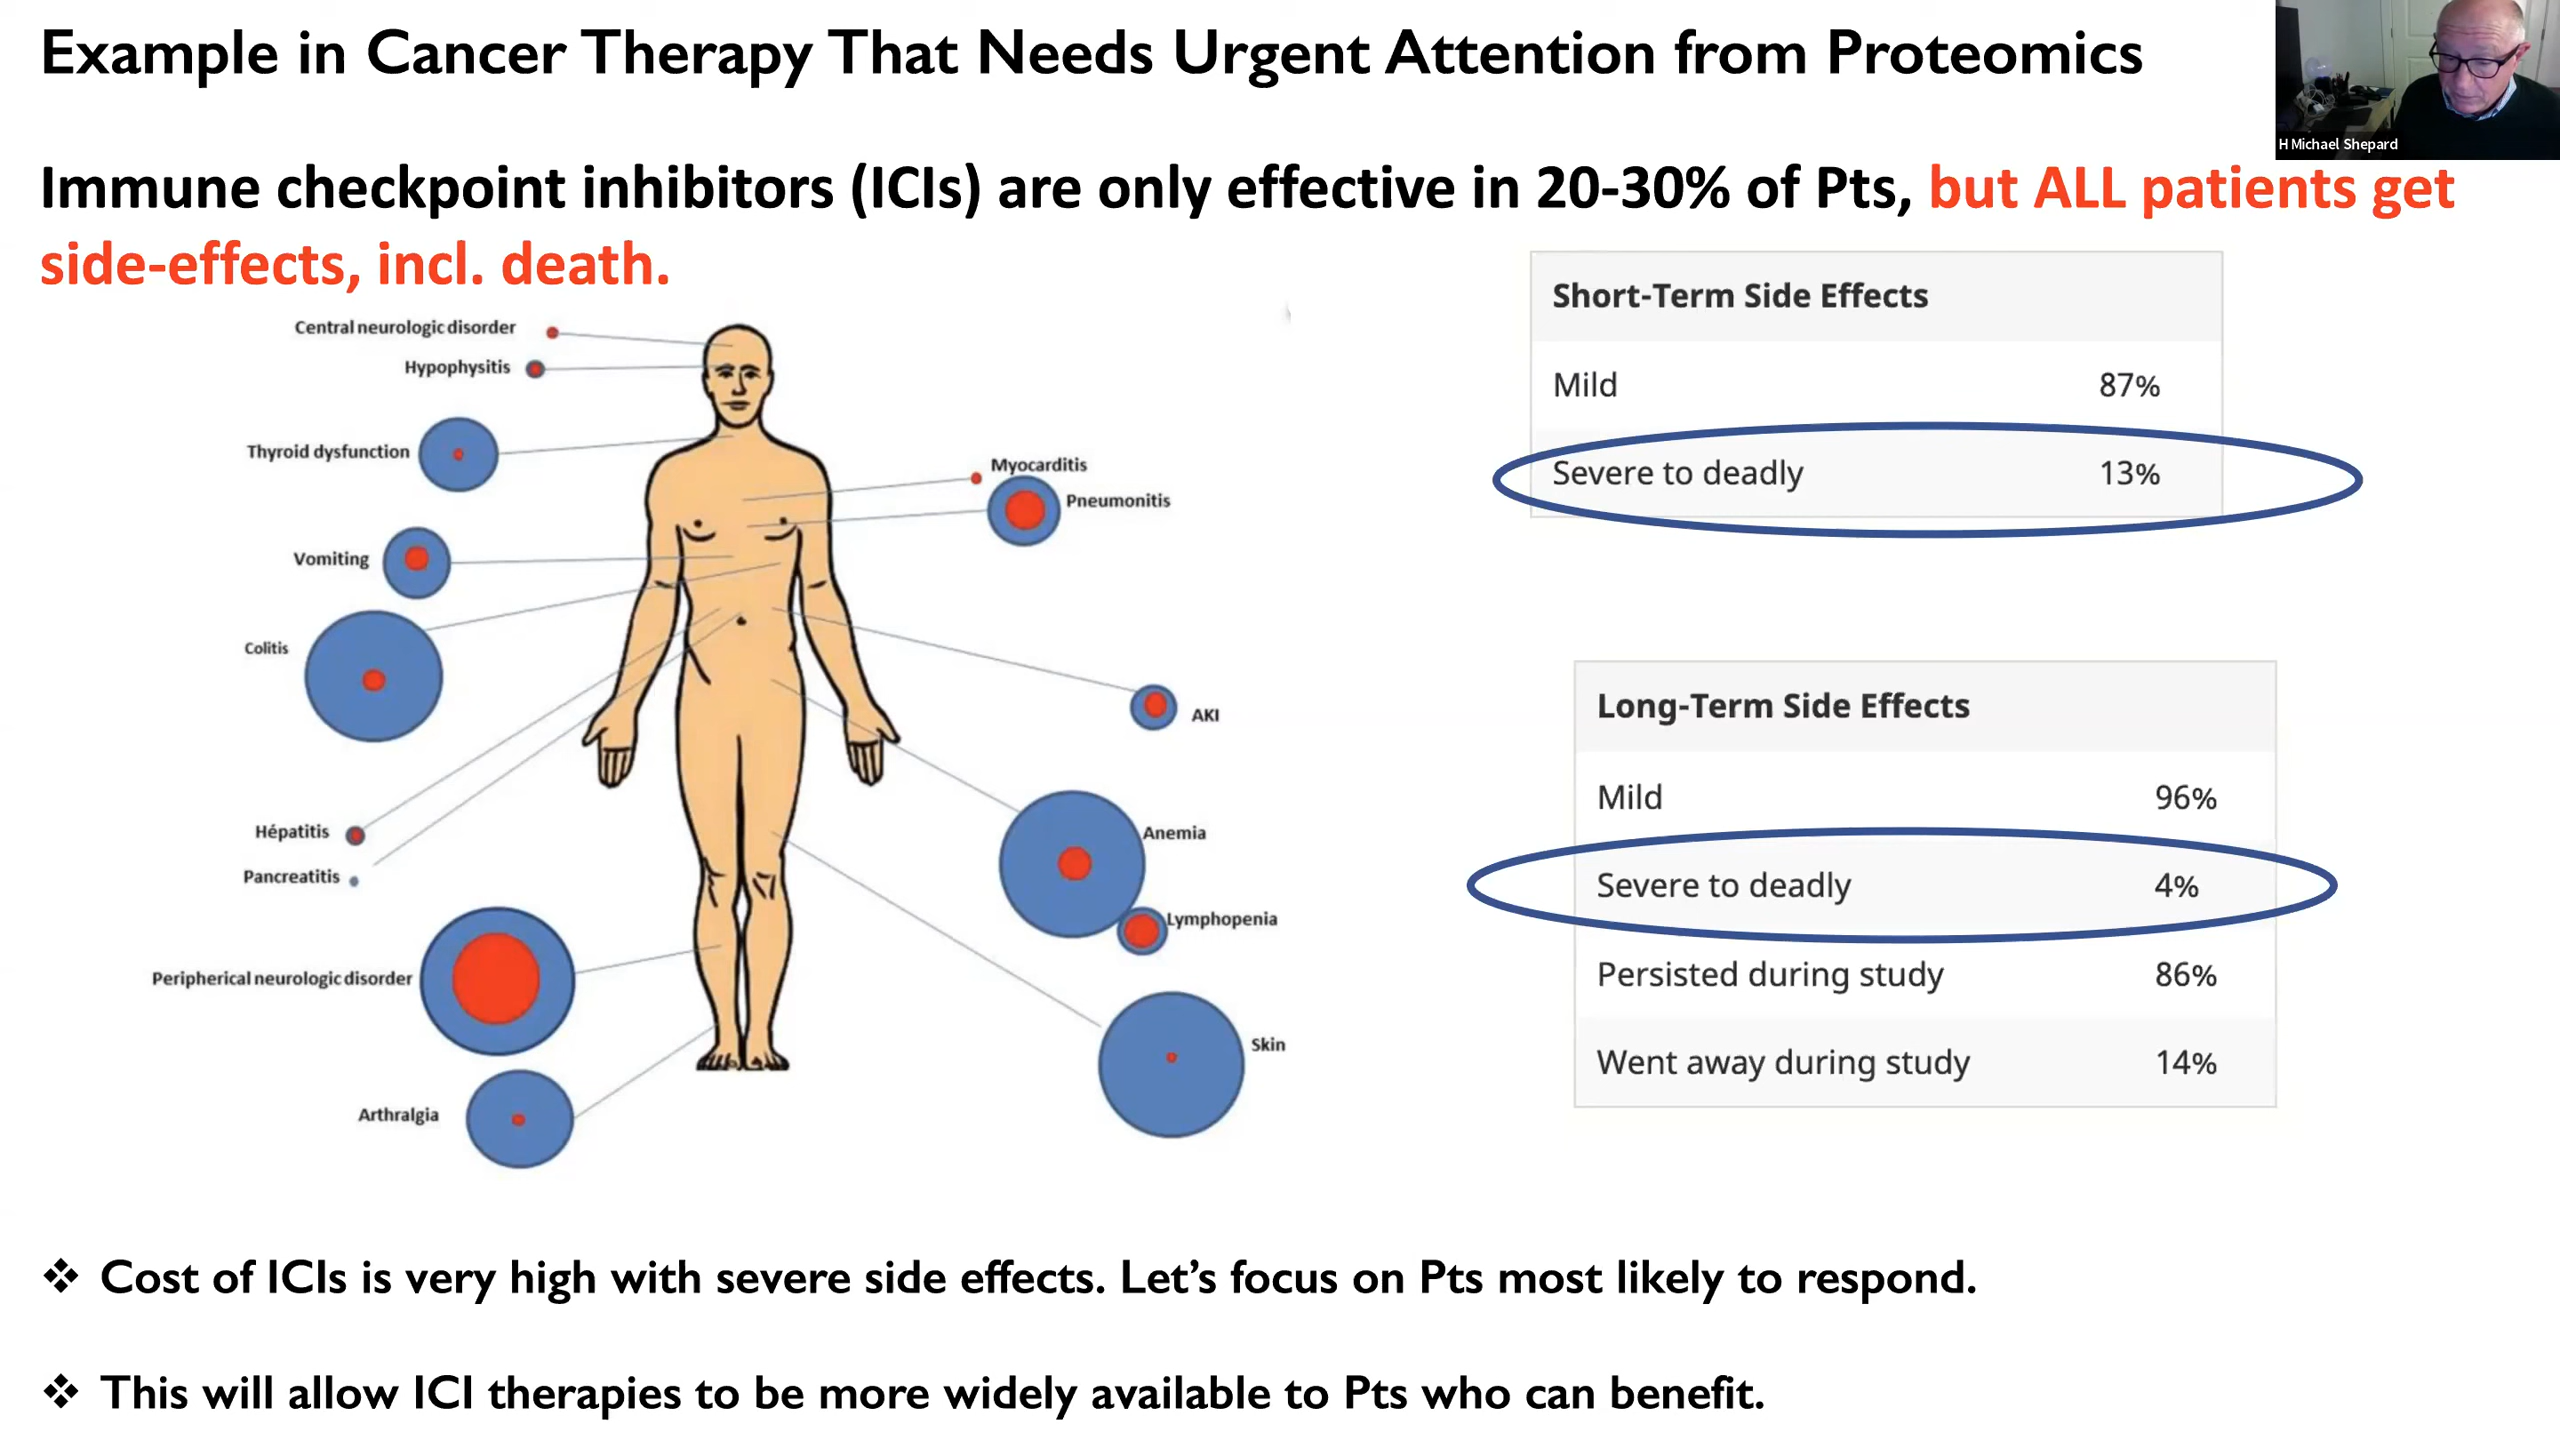 Example in Cancer Therapy That Needs Urgent Attention from Proteomics
H Michael Shepard
Immune checkpoint inhibitors (ICIs) are only effective in 20-30% of Pts, but ALL patients get
side-effects, incl. death.
Central neurologic disorder
Hypophysitis
Thyroid dysfunction
Vomiting
Colitis
Hépatitis
Pancreatitis
Peripherical neurologic disorder
Arthralgia
Myocarditis
Pneumonitis
AKI
Anemia
Lymphopenia
Skin
Short-Term Side Effects
Mild 87%
Severe to deadly 13%
Long-Term Side Effects
Mild 96%
Severe to deadly 4%
Persisted during study 86%
Went away during study 14%
❖ Cost of ICIs is very high with severe side effects. Let’s focus on Pts most likely to respond.
❖ This will allow ICI therapies to be more widely available to Pts who can benefit.